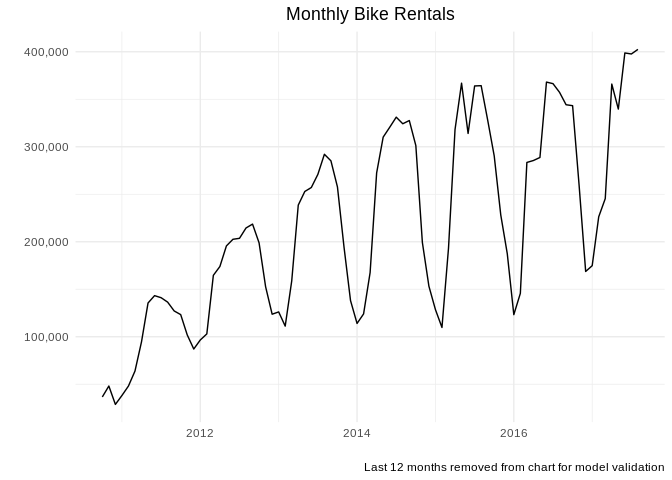 Monthly Bike Rentals
400,000
300,000
200,000
100,000
2012 2014 2016
Last 12 months removed from chart for model validation